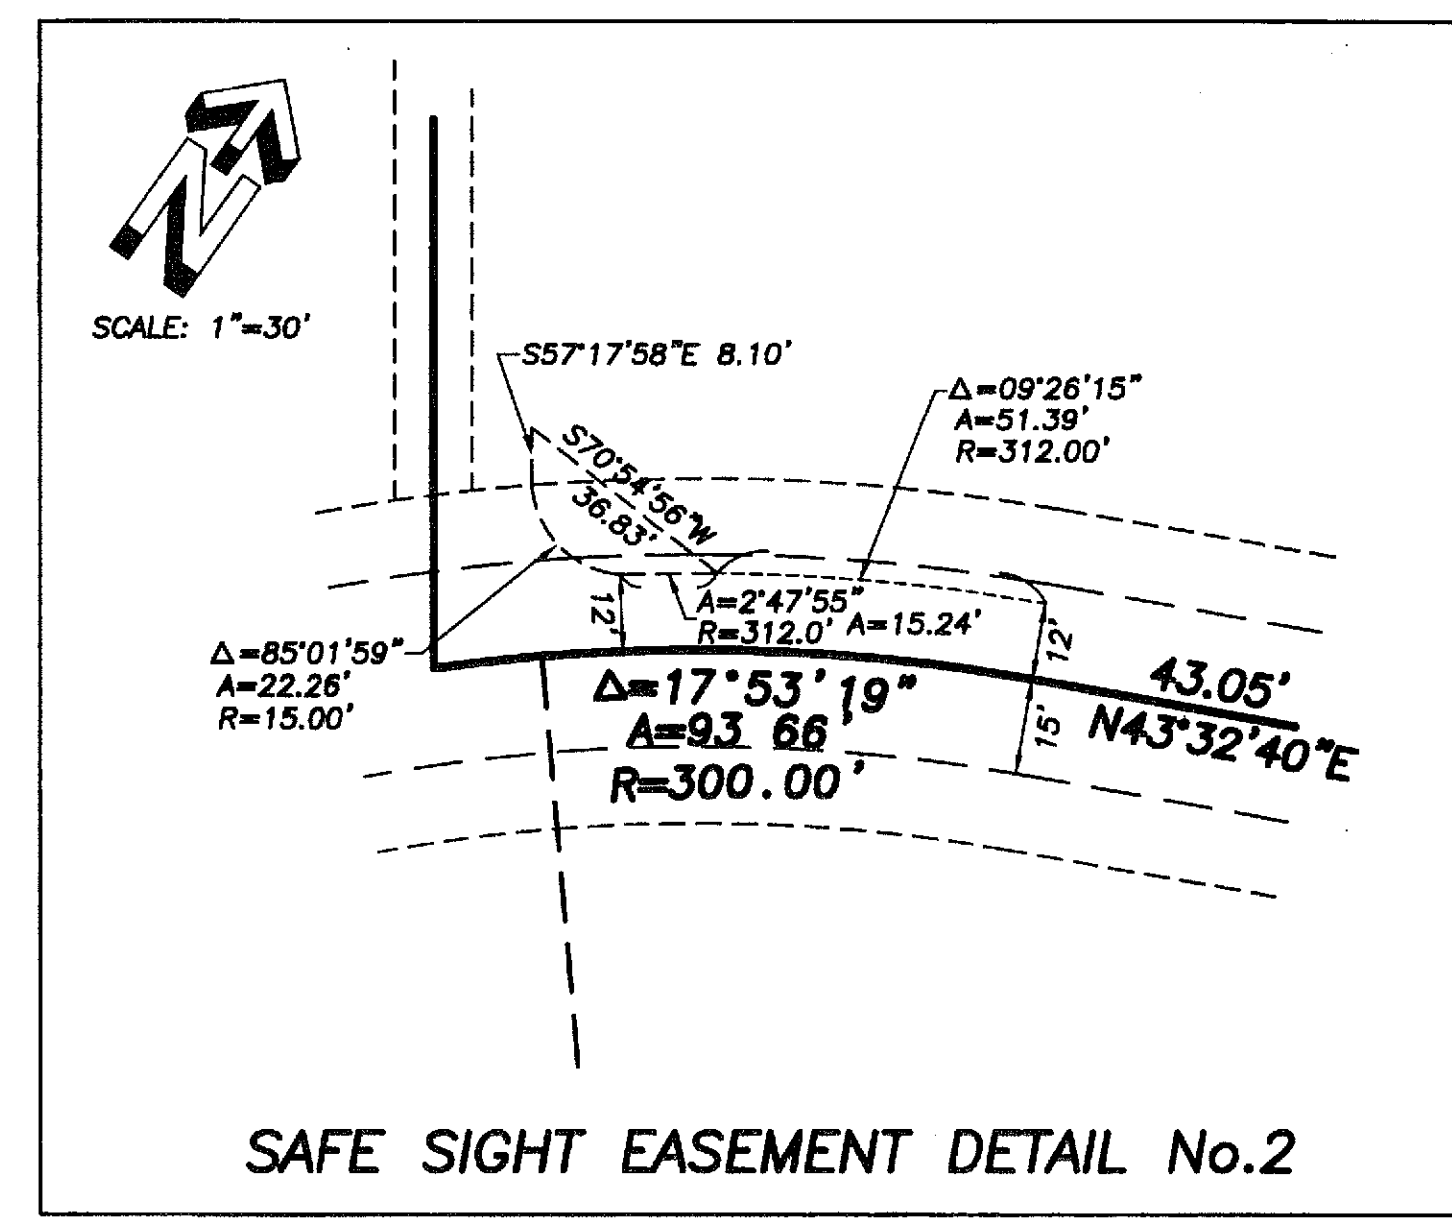 N
SCALE: 1"=30'
S57°17'58"E 8.10'
S70°54'56"W
36.83'
Δ=09°26'15"
A=51.39'
R=312.00'
A=2°47'55"
R=312.0' A=15.24'
12'
12'
15'
Δ=85°01'59"
A=22.26'
R=15.00'
Δ=17°53'19"
A=93 66'
R=300.00'
43.05'
N43°32'40"E
SAFE SIGHT EASEMENT DETAIL No.2